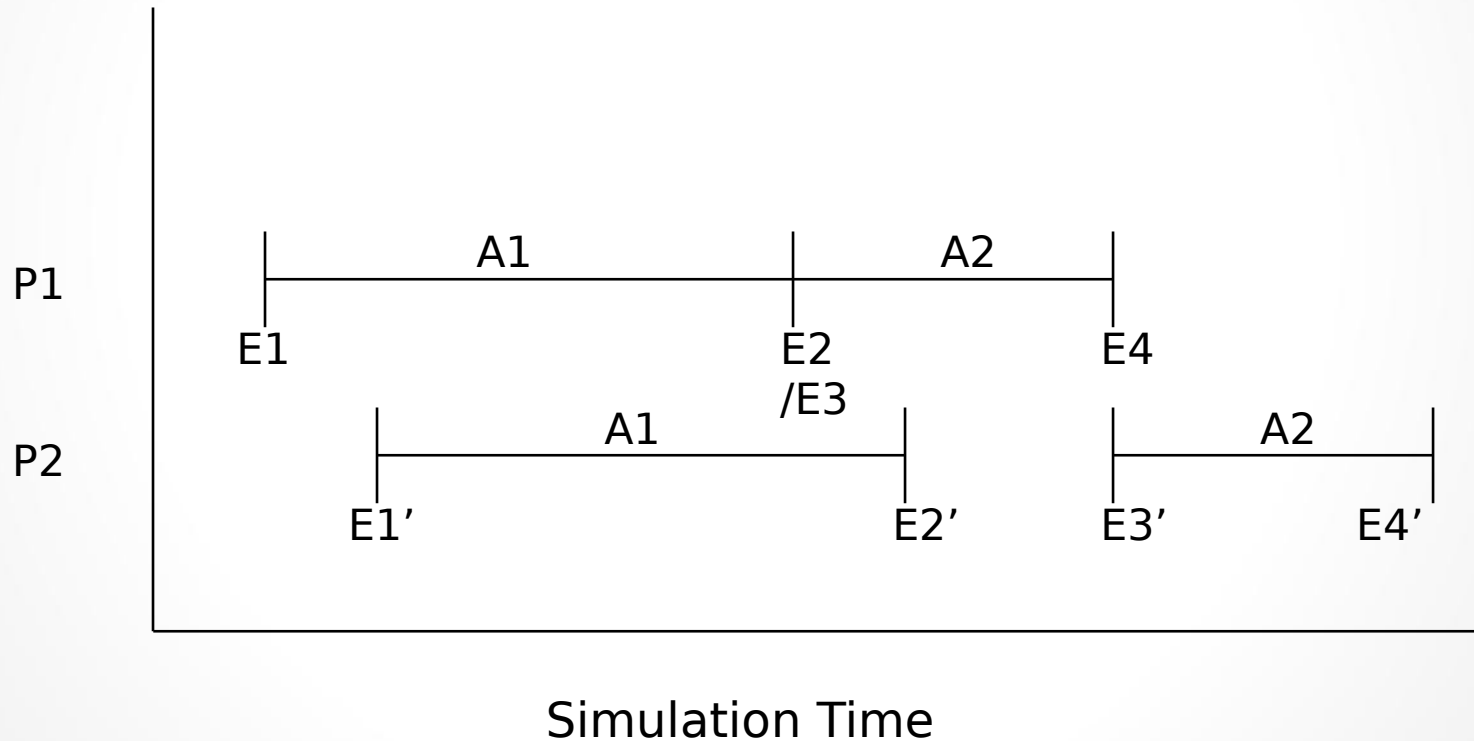 A1
A2
P1
E1
E2
/E3
E4
A1
A2
P2
E1’
E2’
E3’
E4’
Simulation Time